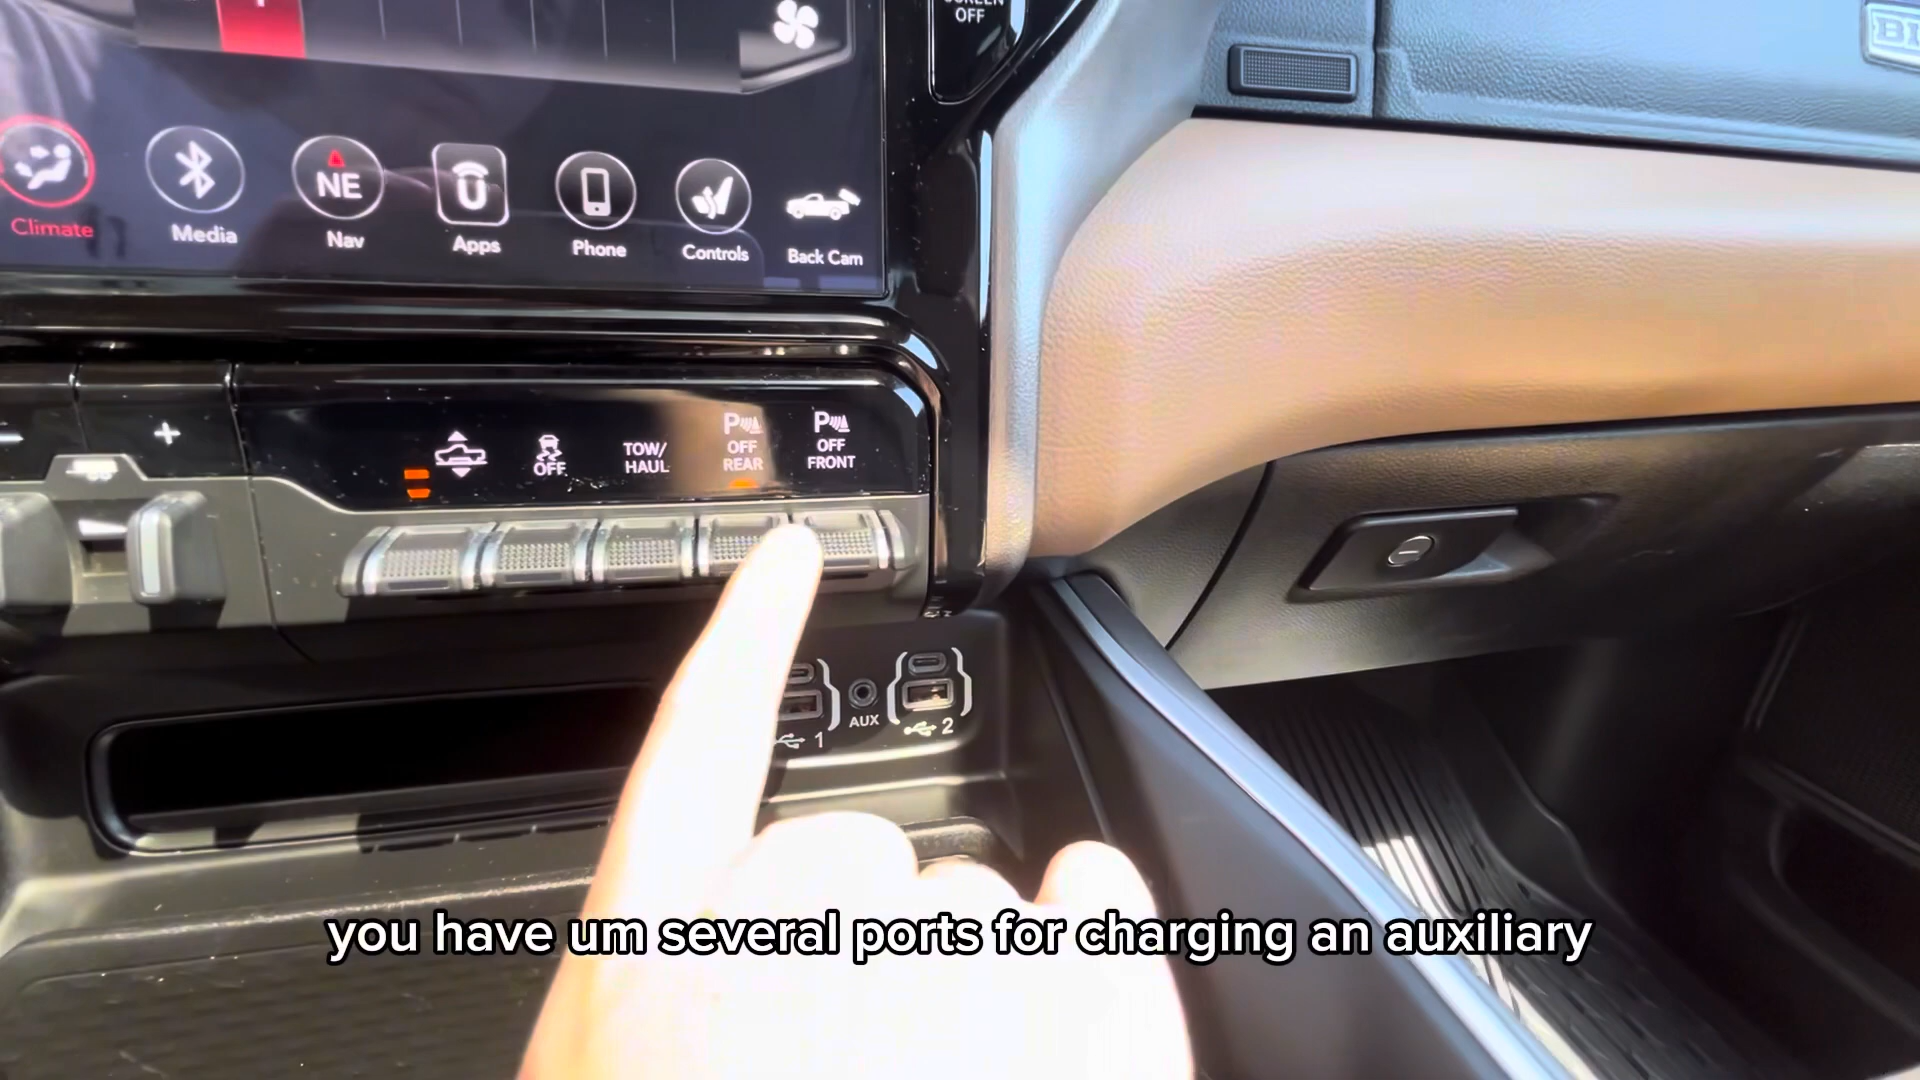 OFF
NE
Climate
Media
Nav
Apps
Phone
Controls
Back Cam
+
OFF
TOW/
HAUL
P
OFF
REAR
P
OFF
FRONT
AUX
1
2
you have um several ports for charging an auxiliary